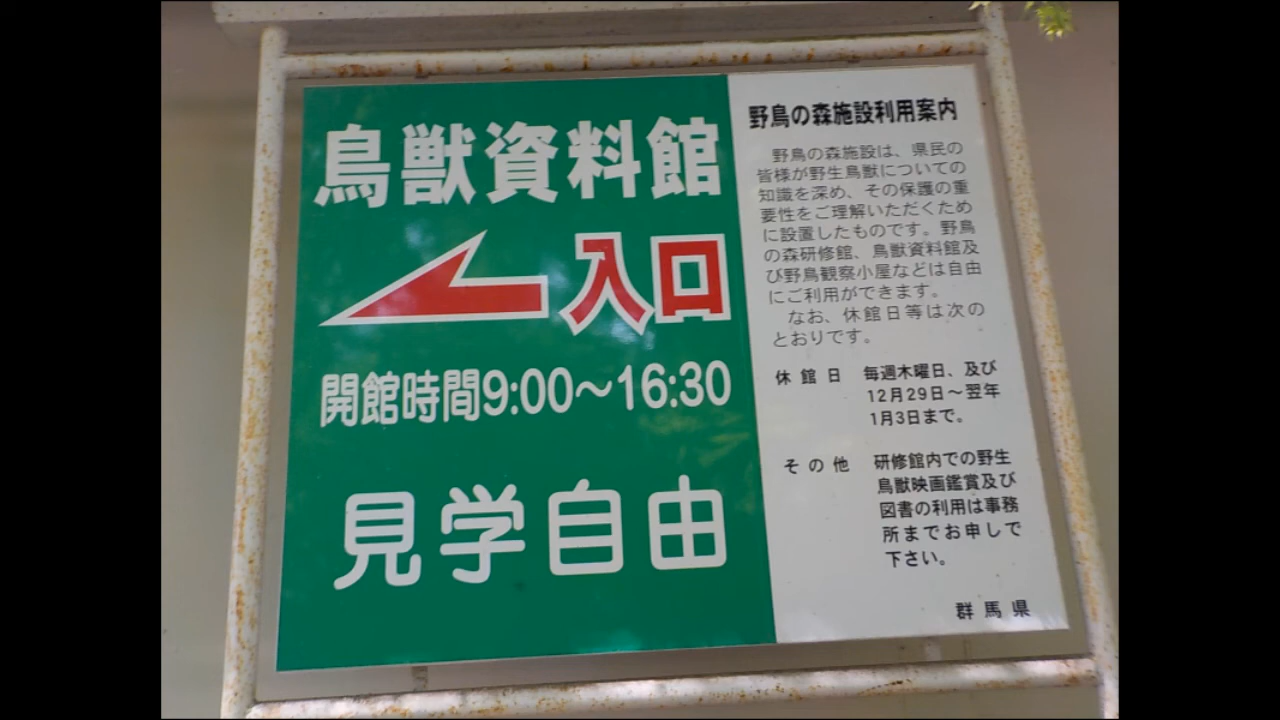 鳥獣資料館
入口
開館時間9:00〜16:30
見学自由
野鳥の森施設利用案内
野鳥の森施設は、県民の
皆様が野生鳥獣についての
知識を深め、その保護の重
要性をご理解いただくため
に設置したものです。野鳥
の森研修館、鳥獣資料館及
び野鳥観察小屋などは自由
にご利用ができます。
なお、休館日等は次の
とおりです。
休館日 毎週木曜日、及び
12月29日〜翌年
1月3日まで。
その他 研修館内での野生
鳥獣映画鑑賞及び
図書の利用は事務
所までお申しで
下さい。
群馬県